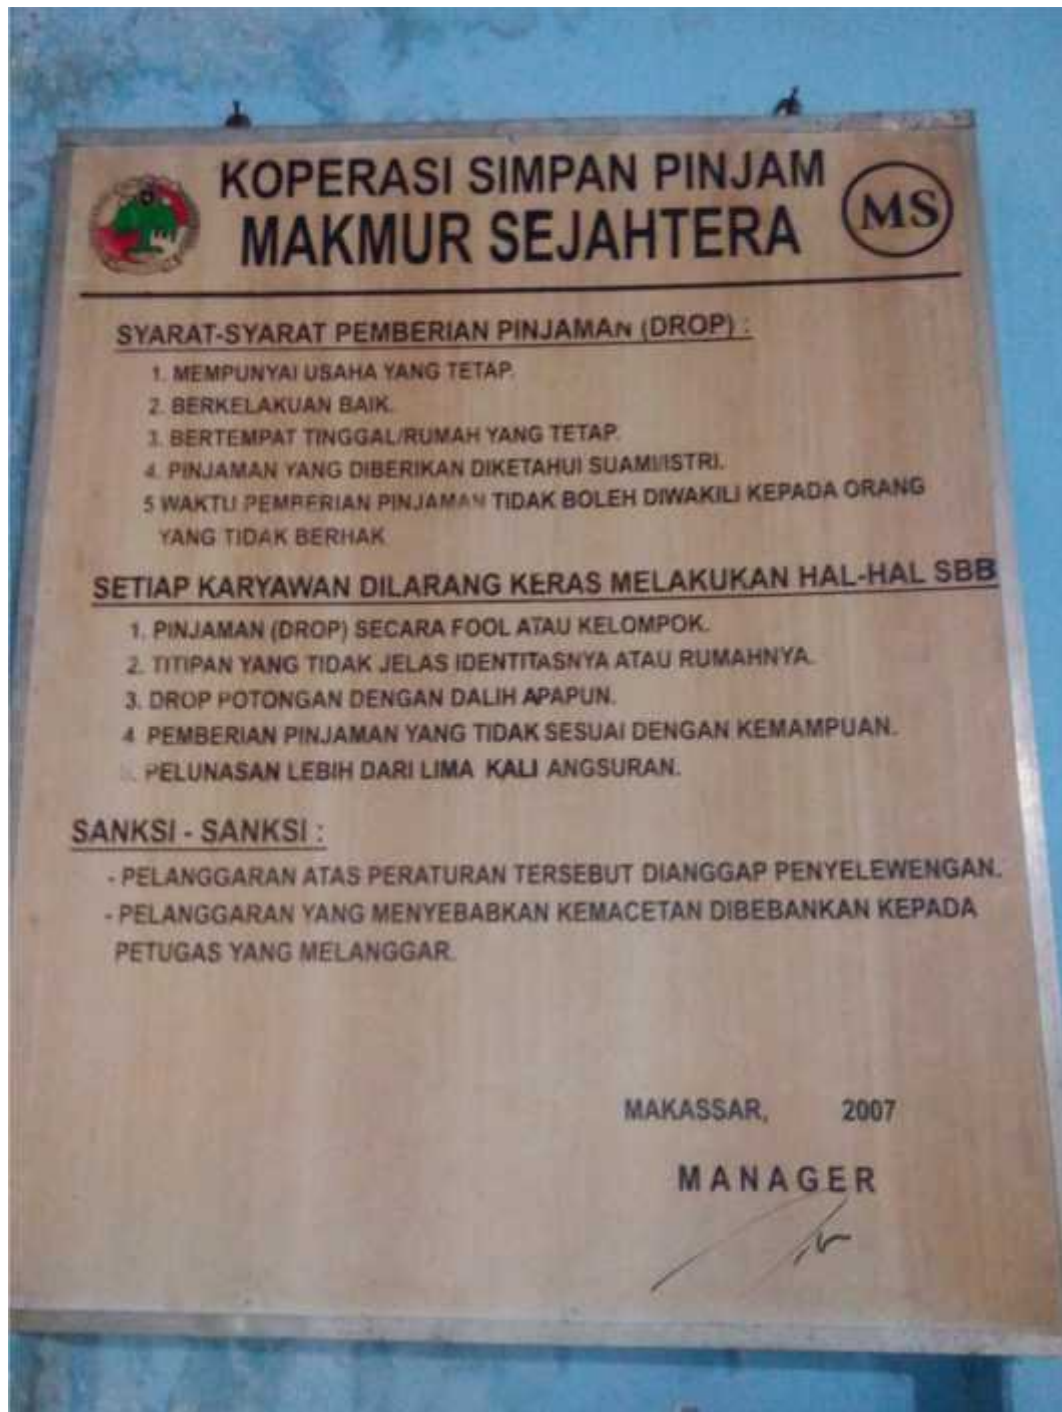 KOPERASI SIMPAN PINJAM
MAKMUR SEJAHTERA
MS
SYARAT-SYARAT PEMBERIAN PINJAMAN (DROP) :
1. MEMPUNYAI USAHA YANG TETAP.
2. BERKELAKUAN BAIK.
3. BERTEMPAT TINGGAL/RUMAH YANG TETAP.
4. PINJAMAN YANG DIBERIKAN DIKETAHUI SUAMI/ISTRI.
5 WAKTU PEMBERIAN PINJAMAN TIDAK BOLEH DIWAKILI KEPADA ORANG
YANG TIDAK BERHAK
SETIAP KARYAWAN DILARANG KERAS MELAKUKAN HAL-HAL SBB
1. PINJAMAN (DROP) SECARA FOOL ATAU KELOMPOK.
2. TITIPAN YANG TIDAK JELAS IDENTITASNYA ATAU RUMAHNYA.
3. DROP POTONGAN DENGAN DALIH APAPUN.
4 PEMBERIAN PINJAMAN YANG TIDAK SESUAI DENGAN KEMAMPUAN.
5. PELUNASAN LEBIH DARI LIMA KALI ANGSURAN.
SANKSI - SANKSI :
- PELANGGARAN ATAS PERATURAN TERSEBUT DIANGGAP PENYELEWENGAN.
- PELANGGARAN YANG MENYEBABKAN KEMACETAN DIBEBANKAN KEPADA
PETUGAS YANG MELANGGAR.
MAKASSAR, 2007
MANAGER